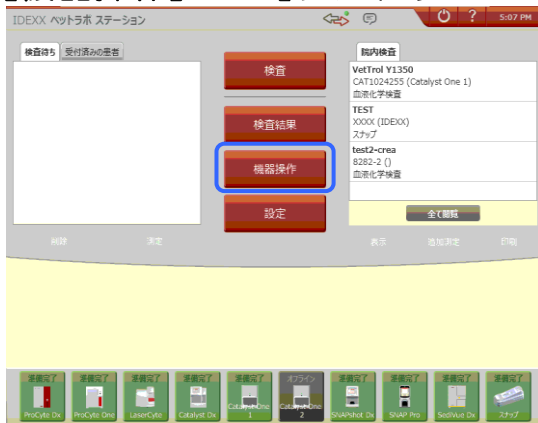 IDEXX ペットラボ ステーション
?
5:07 PM
検査待ち
受付済みの患者
検査
検査結果
機器操作
設定
院内検査
VetTrol Y1350
CAT1024255 (Catalyst One 1)
血液化学検査
TEST
XXXX (IDEXX)
スナップ
test2-crea
8282-2 ()
血液化学検査
全て閲覧
削除
測定
表示
追加測定
印刷
準備完了
ProCyte Dx
準備完了
ProCyte One
準備完了
LaserCyte
準備完了
Catalyst Dx
準備完了
Catalyst One
1
オフライン
Catalyst One
2
準備完了
SNAPshot Dx
準備完了
SNAP Pro
準備完了
SediVue Dx
準備完了
スナップ